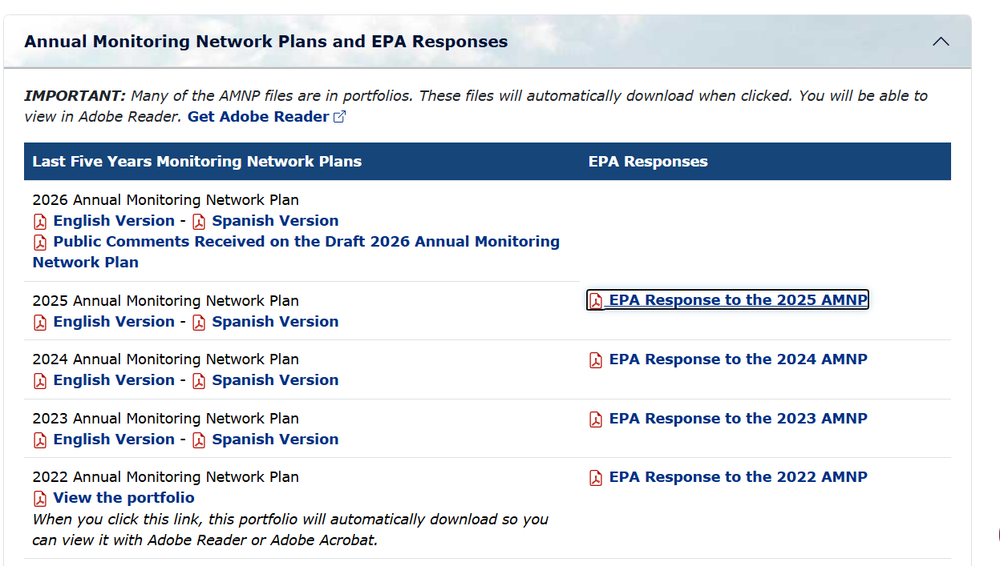 Annual Monitoring Network Plans and EPA Responses
IMPORTANT: Many of the AMNP files are in portfolios. These files will automatically download when clicked. You will be able to
view in Adobe Reader. Get Adobe Reader
Last Five Years Monitoring Network Plans
EPA Responses
2026 Annual Monitoring Network Plan
English Version - Spanish Version
Public Comments Received on the Draft 2026 Annual Monitoring
Network Plan
2025 Annual Monitoring Network Plan
English Version - Spanish Version
EPA Response to the 2025 AMNP
2024 Annual Monitoring Network Plan
English Version - Spanish Version
EPA Response to the 2024 AMNP
2023 Annual Monitoring Network Plan
English Version - Spanish Version
EPA Response to the 2023 AMNP
2022 Annual Monitoring Network Plan
View the portfolio
When you click this link, this portfolio will automatically download so you
can view it with Adobe Reader or Adobe Acrobat.
EPA Response to the 2022 AMNP